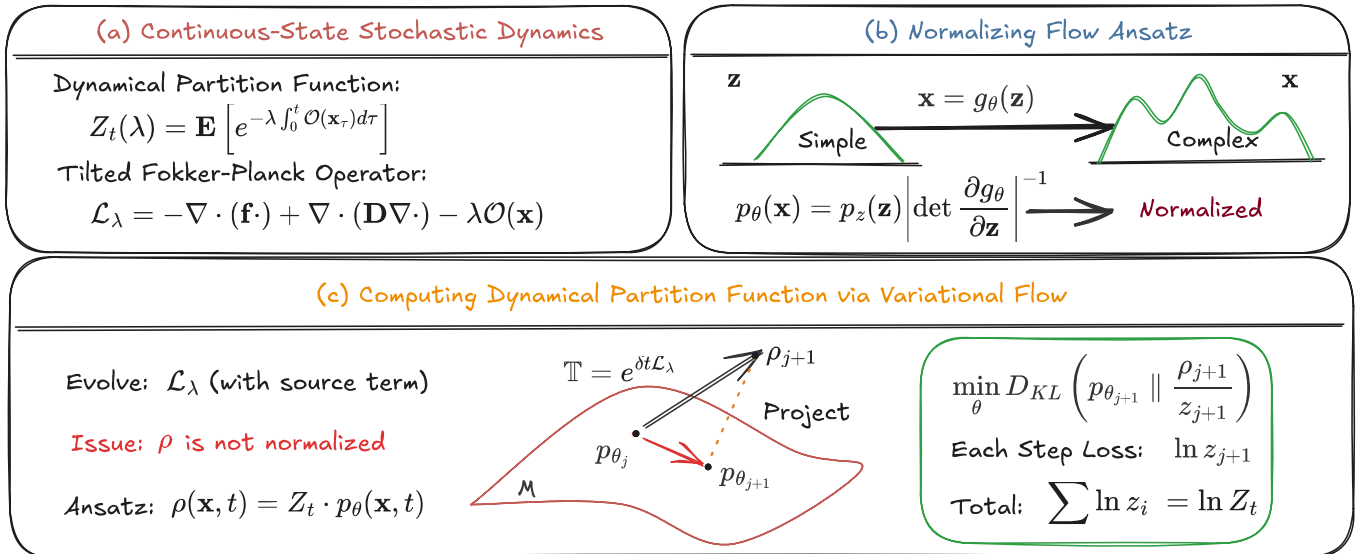 (a) Continuous-State Stochastic Dynamics
Dynamical Partition Function:
Z_t(λ) = E [e^{-λ ∫_0^t O(x_τ)dτ}]
Tilted Fokker-Planck Operator:
L_λ = −∇ · (f·) + ∇ · (D∇·) − λO(x)
(b) Normalizing Flow Ansatz
z
x
x = g_θ(z)
Simple
Complex
p_θ(x) = p_z(z) |det ∂g_θ/∂z|^{-1}
Normalized
(c) Computing Dynamical Partition Function via Variational Flow
Evolve: L_λ (with source term)
Issue: ρ is not normalized
Ansatz: ρ(x, t) = Z_t · p_θ(x, t)
𝕋 = e^{δtL_λ}
ρ_{j+1}
Project
p_{θ_j}
p_{θ_{j+1}}
M
min_θ D_{KL} (p_{θ_{j+1}} ∥ ρ_{j+1}/z_{j+1})
Each Step Loss: ln z_{j+1}
Total: ∑ ln z_i = ln Z_t